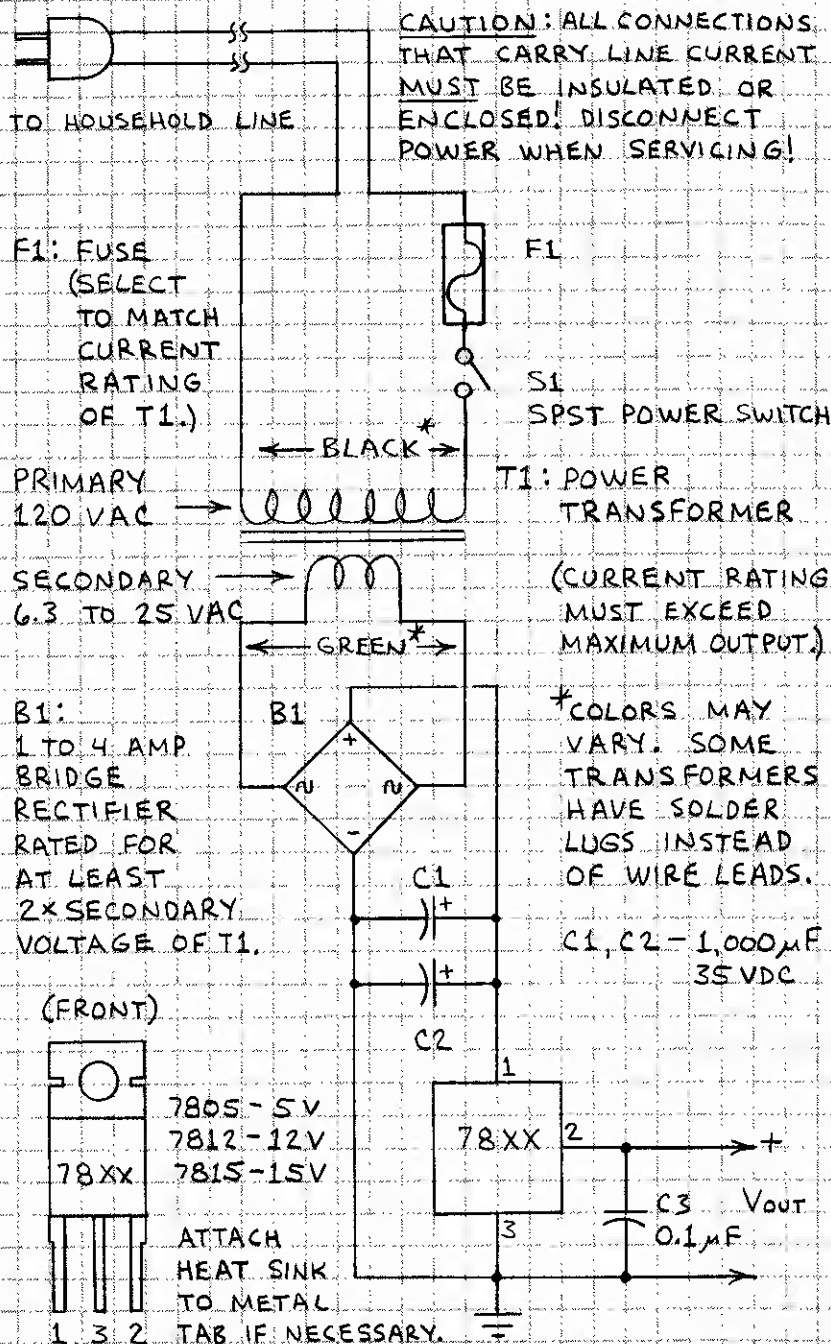 CAUTION: ALL CONNECTIONS
THAT CARRY LINE CURRENT
MUST BE INSULATED OR
ENCLOSED! DISCONNECT
POWER WHEN SERVICING!
TO HOUSEHOLD LINE
F1: FUSE
(SELECT
TO MATCH
CURRENT
RATING
OF T1.)
F1
S1
SPST POWER SWITCH
BLACK*
PRIMARY
120 VAC
T1: POWER
TRANSFORMER
(CURRENT RATING
MUST EXCEED
MAXIMUM OUTPUT.)
SECONDARY
6.3 TO 25 VAC
GREEN*
B1:
1 TO 4 AMP
BRIDGE
RECTIFIER
RATED FOR
AT LEAST
2× SECONDARY
VOLTAGE OF T1.
B1
+
~ ~
-
*COLORS MAY
VARY. SOME
TRANSFORMERS
HAVE SOLDER
LUGS INSTEAD
OF WIRE LEADS.
C1
+
+
C2
C1, C2 - 1,000µF
35 VDC
(FRONT)
78XX
1 3 2
7805 - 5V
7812 - 12V
7815 - 15V
ATTACH
HEAT SINK
TO METAL
TAB IF NECESSARY.
1
78XX
2
3
+
C3
0.1µF
VOUT